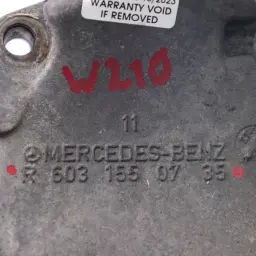 WARRANTY VOID
IF REMOVED
W210
11
MERCEDES-BENZ
R 603 155 07 35